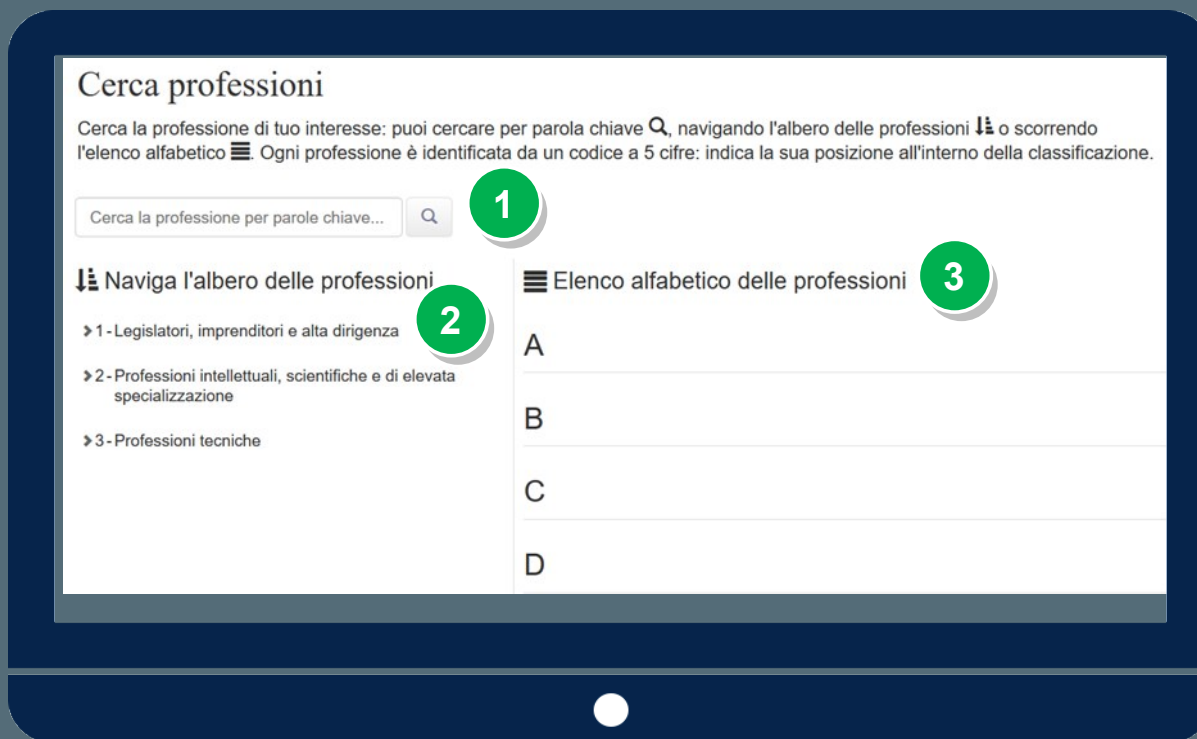 Cerca professioni
Cerca la professione di tuo interesse: puoi cercare per parola chiave , navigando l'albero delle professioni o scorrendo
l'elenco alfabetico . Ogni professione è identificata da un codice a 5 cifre: indica la sua posizione all'interno della classificazione.
Cerca la professione per parole chiave...
1
Naviga l'albero delle professioni
2
1-Legislatori, imprenditori e alta dirigenza
2-Professioni intellettuali, scientifiche e di elevata
specializzazione
3-Professioni tecniche
Elenco alfabetico delle professioni
3
A
B
C
D